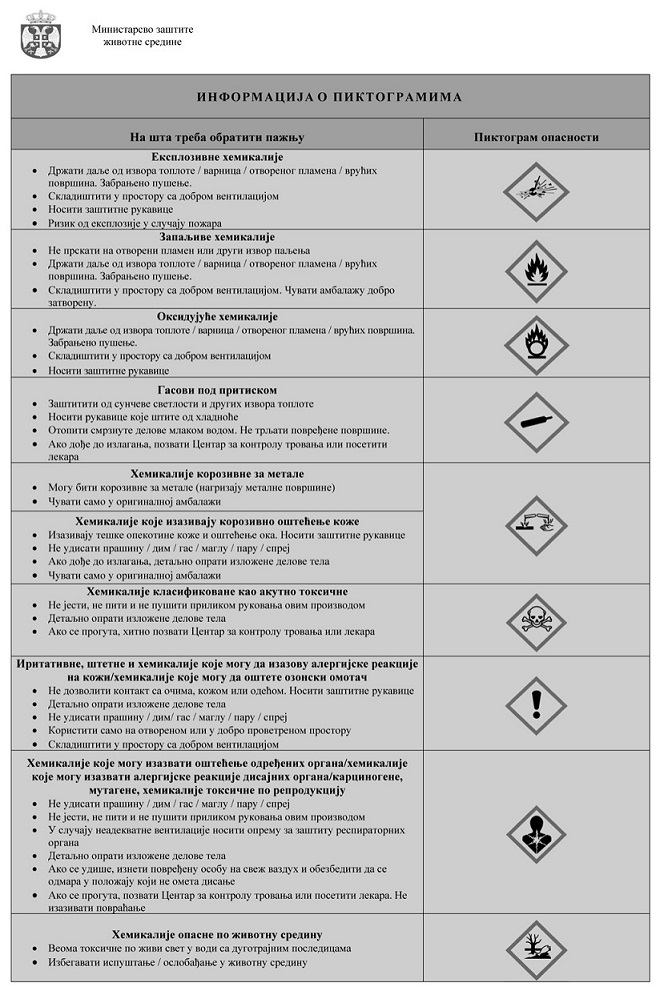 Министарсво заштите
животне средине
ИНФОРМАЦИЈА О ПИКТОГРАМИМА
На шта треба обратити пажњу
Пиктограм опасности
Експлозивне хемикалије
• Држати даље од извора топлоте / варница / отвореног пламена / врућих
површина. Забрањено пушење.
• Складиштити у простору са добром вентилацијом
• Носити заштитне рукавице
• Ризик од експлозије у случају пожара
Запаљиве хемикалије
• Не прскати на отворени пламен или други извор паљења
• Држати даље од извора топлоте / варница / отвореног пламена / врућих
површина. Забрањено пушење.
• Складиштити у простору са добром вентилацијом. Чувати амбалажу добро
затворену.
Оксидујуће хемикалије
• Држати даље од извора топлоте / варница / отвореног пламена / врућих површина.
Забрањено пушење.
• Складиштити у простору са добром вентилацијом
• Носити заштитне рукавице
Гасови под притиском
• Заштитити од сунчеве светлости и других извора топлоте
• Носити рукавице које штите од хладноће
• Отопити смрзнуте делове млаком водом. Не трљати повређене површине.
• Ако дође до излагања, позвати Центар за контролу тровања или посетити
лекара
Хемикалије корозивне за метале
• Могу бити корозивне за метале (нагризају металне површине)
• Чувати само у оригиналној амбалажи
Хемикалије које изазивају корозивно оштећење коже
• Изазивају тешке опекотине коже и оштећење ока. Носити заштитне рукавице
• Не удисати прашину / дим / гас / маглу / пару / спреј
• Ако дође до излагања, детаљно опрати изложене делове тела
• Чувати само у оригиналној амбалажи
Хемикалије класификоване као акутно токсичне
• Не јести, не пити и не пушити приликом руковања овим производом
• Детаљно опрати изложене делове тела
• Ако се прогута, хитно позвати Центар за контролу тровања или лекара
Иритативне, штетне и хемикалије које могу да изазову алергијске реакције
на кожи/хемикалије које могу да оштете озонски омотач
• Не дозволити контакт са очима, кожом или одећом. Носити заштитне рукавице
• Детаљно опрати изложене делове тела
• Не удисати прашину / дим/ гас / маглу / пару / спреј
• Користити само на отвореном или у добро проветреном простору
• Складиштити у простору са добром вентилацијом
Хемикалије које могу изазвати оштећење одређених органа/хемикалије
које могу изазвати алергијске реакције дисајних органа/карциногене,
мутагене, хемикалије токсичне по репродукцију
• Не удисати прашину / дим / гас / маглу / пару / спреј
• Не јести, не пити и не пушити приликом руковања овим производом
• У случају неадекватне вентилације носити опрему за заштиту респираторних
органа
• Детаљно опрати изложене делове тела
• Ако се удише, изнети повређену особу на свеж ваздух и обезбедити да се
одмара у положају који не омета дисање
• Ако се прогута, позвати Центар за контролу тровања или посетити лекара. Не
изазивати повраћање
Хемикалије опасне по животну средину
• Веома токсичне по живи свет у води са дуготрајним последицама
• Избегавати испуштање / ослобађање у животну средину